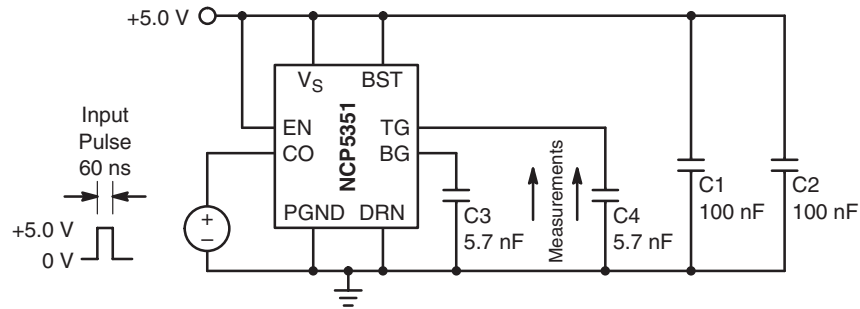 +5.0 V
V_S BST
Input
Pulse
60 ns
EN
CO
NCP5351
TG
BG
PGND DRN
+
−
+5.0 V
0 V
C3
5.7 nF
Measurements
C4
5.7 nF
C1
100 nF
C2
100 nF